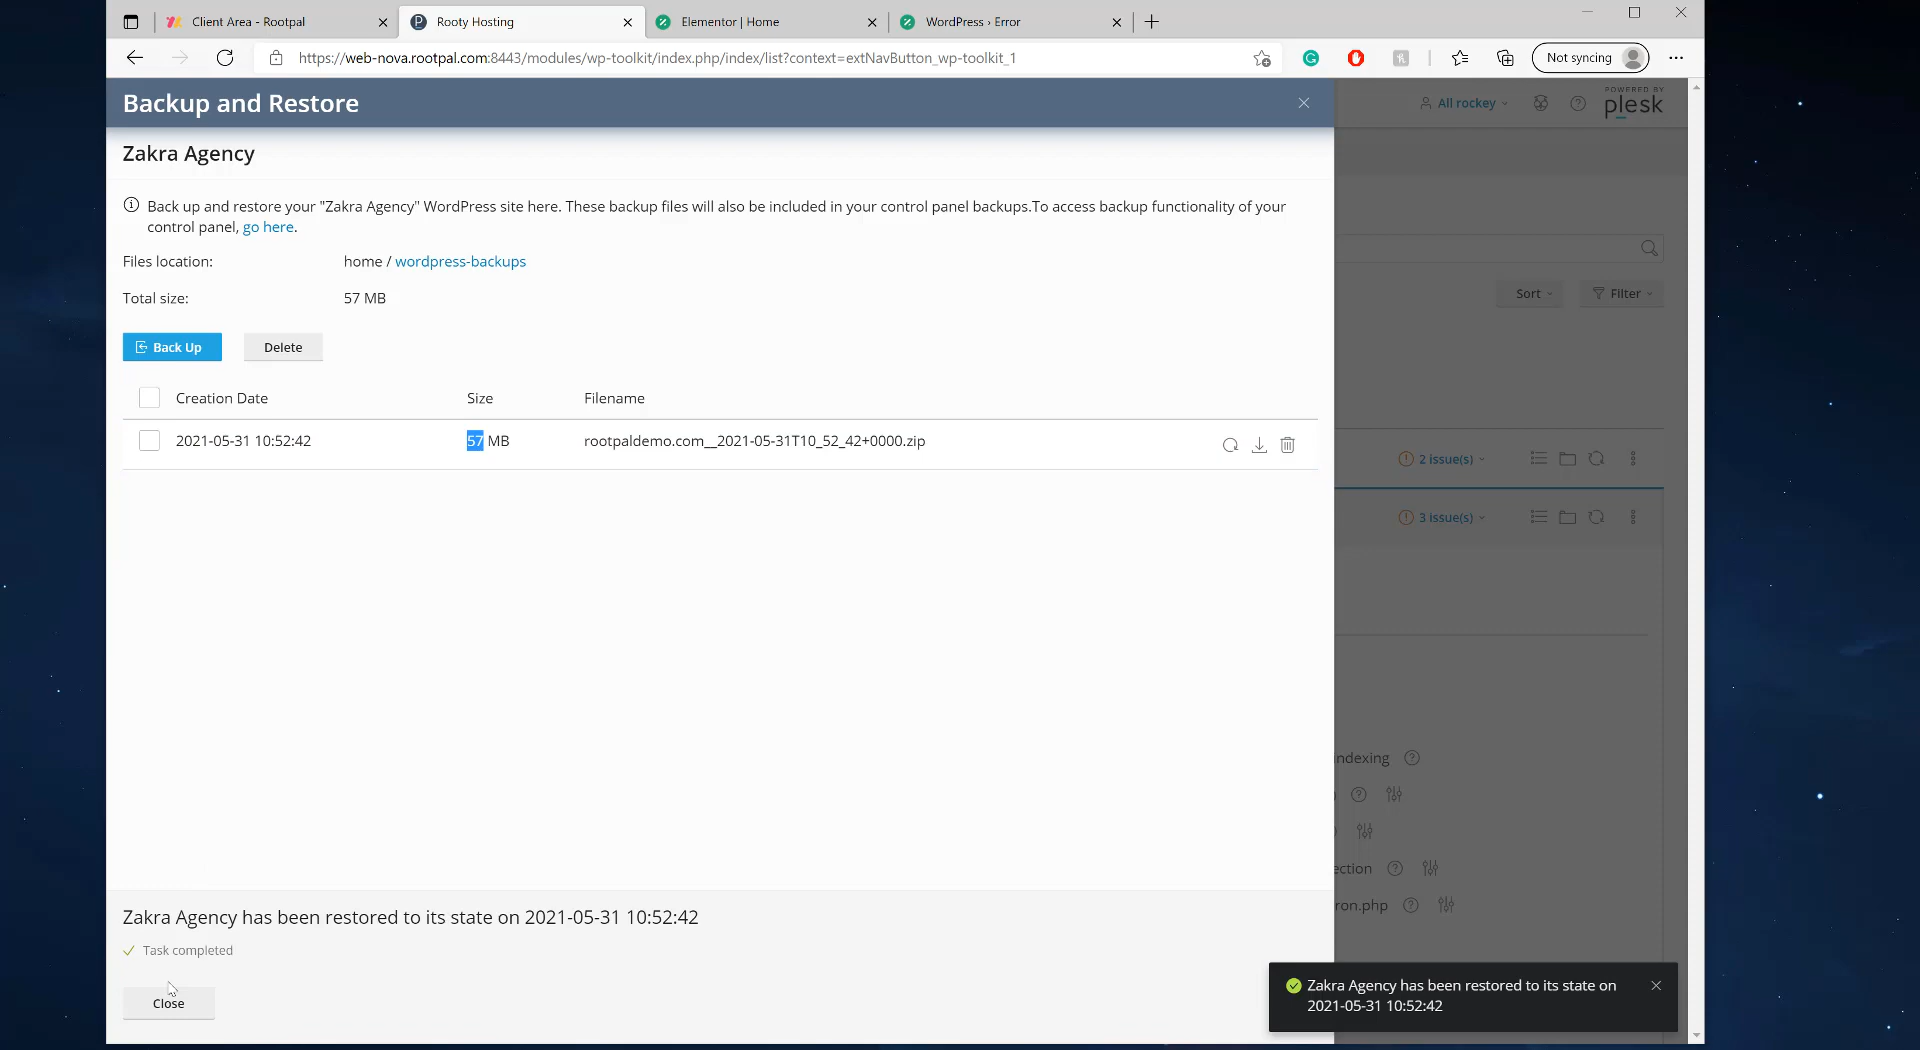 Client Area - Rootpal
Rooty Hosting
Elementor | Home
WordPress › Error
https://web-nova.rootpal.com:8443/modules/wp-toolkit/index.php/index/list?context=extNavButton_wp-toolkit_1
Not syncing
Backup and Restore
All rockey
POWERED BY
plesk
Zakra Agency
Back up and restore your "Zakra Agency" WordPress site here. These backup files will also be included in your control panel backups.To access backup functionality of your
control panel, go here.
Files location: home / wordpress-backups
Total size: 57 MB
Sort
Filter
Back Up
Delete
Creation Date Size Filename
2021-05-31 10:52:42 57 MB rootpaldemo.com__2021-05-31T10_52_42+0000.zip
2 issue(s)
3 issue(s)
ndexing
ection
ron.php
Zakra Agency has been restored to its state on 2021-05-31 10:52:42
Task completed
Close
Zakra Agency has been restored to its state on
2021-05-31 10:52:42